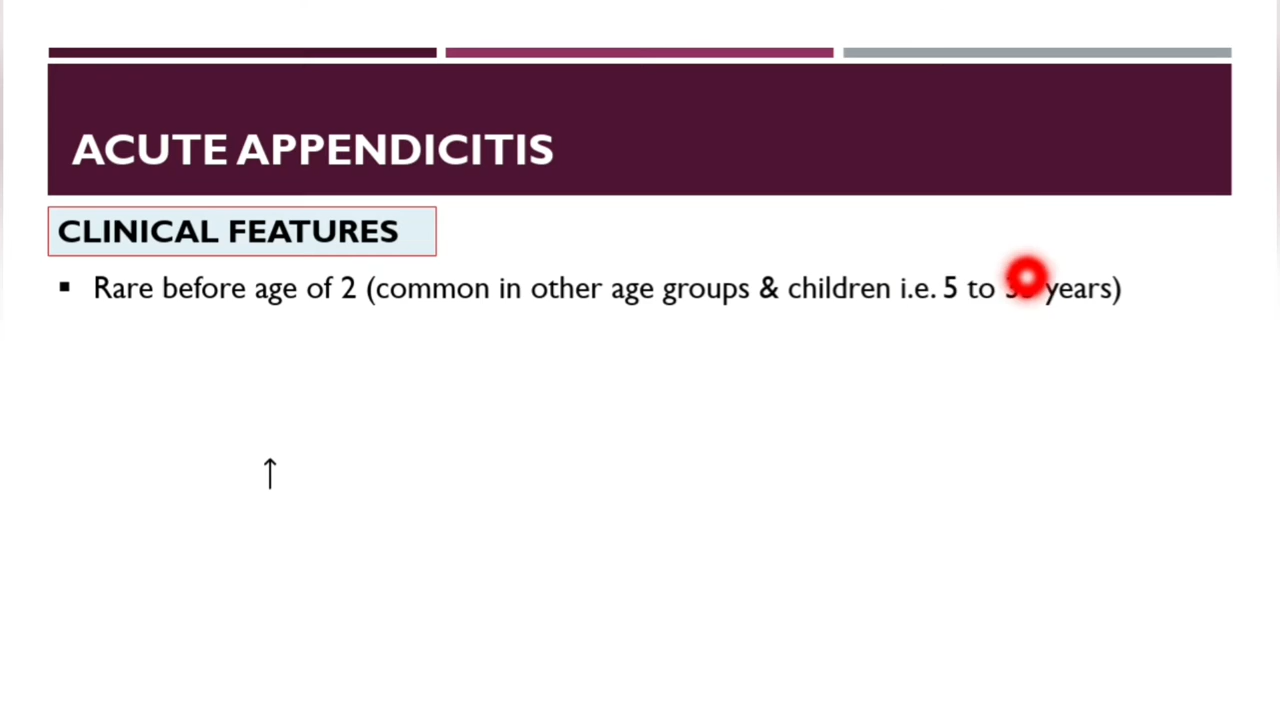 ACUTE APPENDICITIS
CLINICAL FEATURES
▪ Rare before age of 2 (common in other age groups & children i.e. 5 to years)
↑